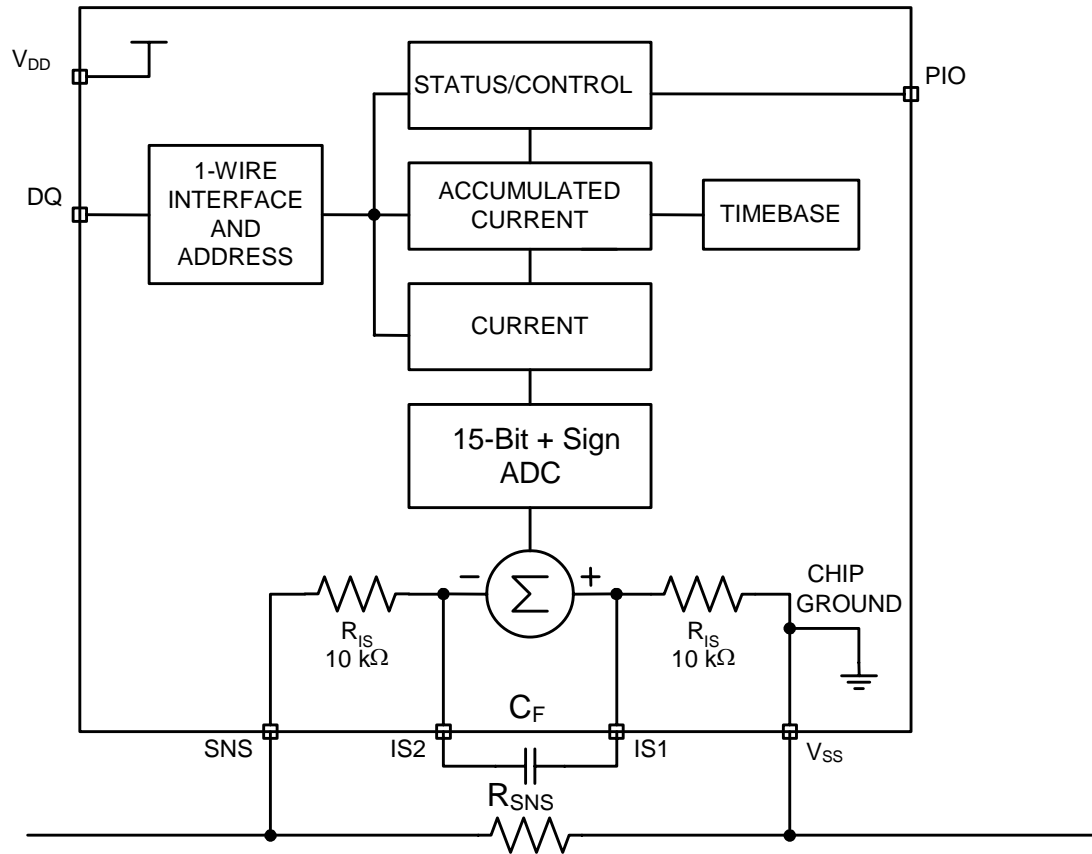 V_DD
STATUS/CONTROL
PIO
1-WIRE
INTERFACE
AND
ADDRESS
DQ
ACCUMULATED
CURRENT
TIMEBASE
CURRENT
15-Bit + Sign
ADC
− Σ +
R_IS
10 kΩ
R_IS
10 kΩ
CHIP
GROUND
C_F
SNS
IS2
IS1
V_SS
R_SNS